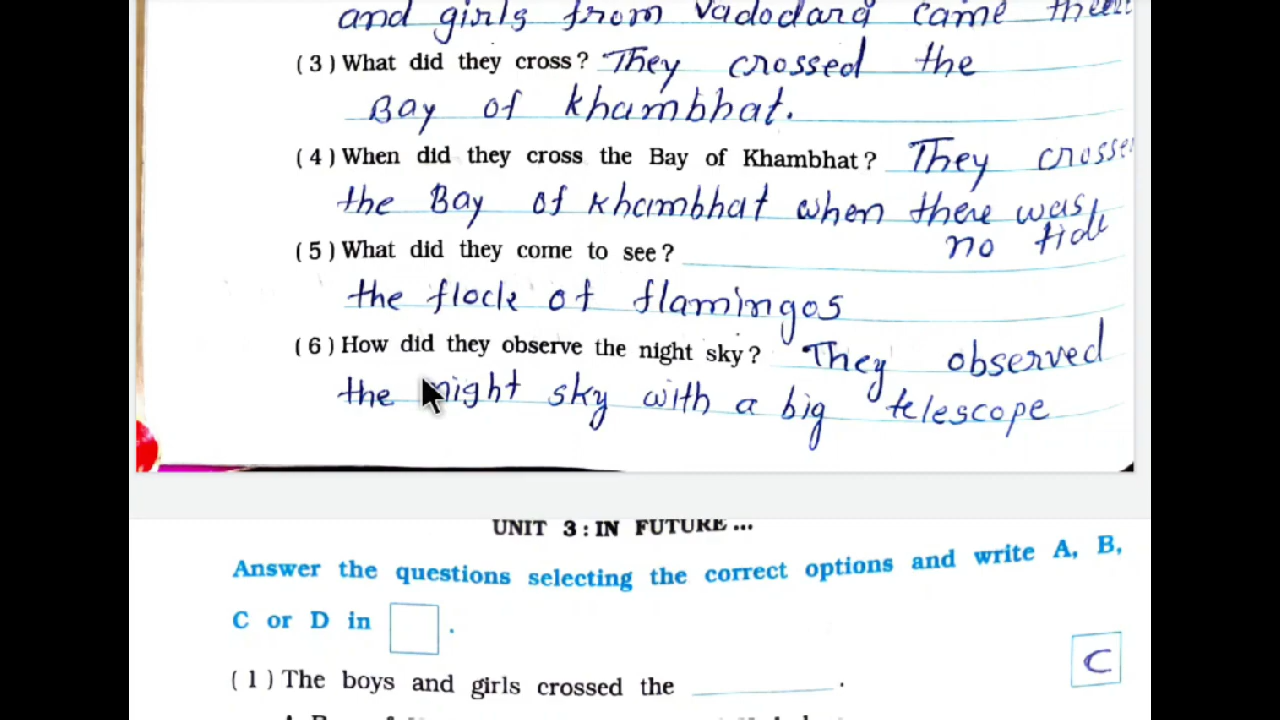 and girls from Vadodara came
(3) What did they cross? They crossed the
Bay of Khambhat.
(4) When did they cross the Bay of Khambhat? They
the Bay of Khambhat when there was
no tide
(5) What did they come to see?
the flock of flamingos
(6) How did they observe the night sky? They observed
the night sky with a big telescope
UNIT 3 : IN FUTURE...
Answer the questions selecting the correct options and write A, B,
C or D in .
(1) The boys and girls crossed the ______. C